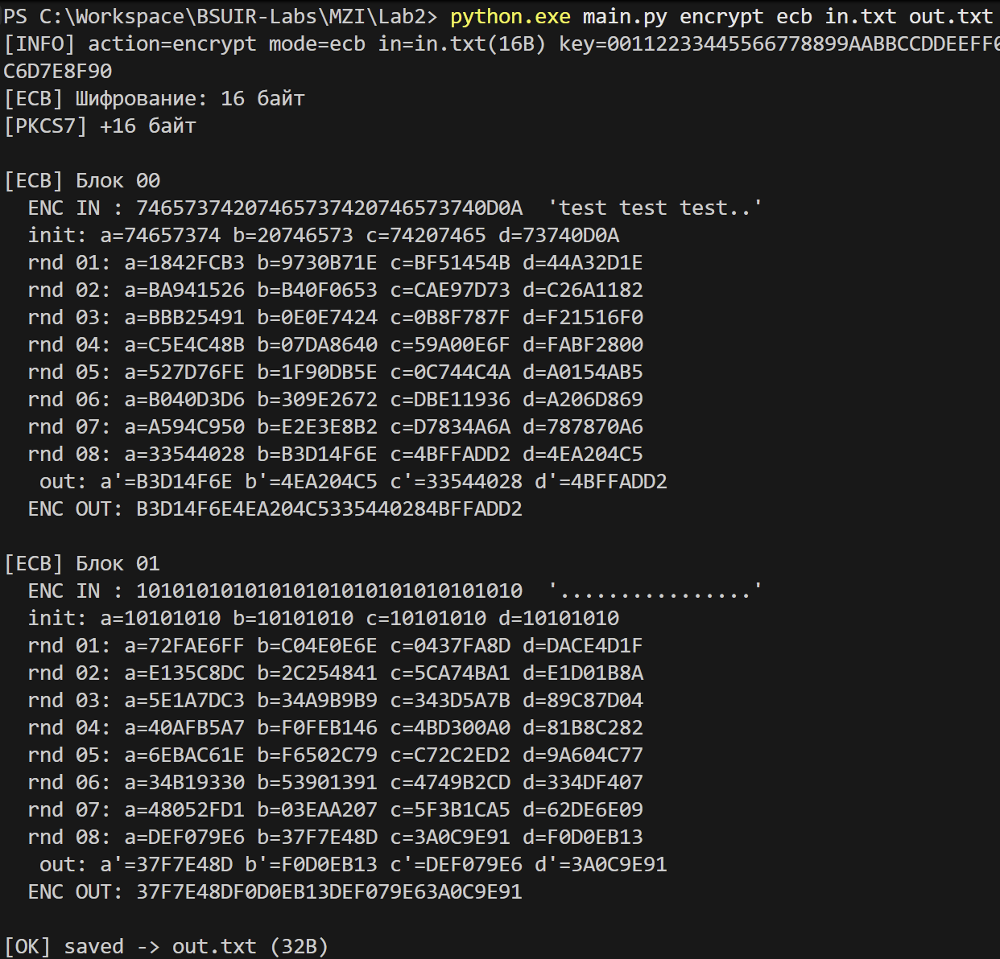 PS C:\Workspace\BSUIR-Labs\MZI\Lab2> python.exe main.py encrypt ecb in.txt out.txt
[INFO] action=encrypt mode=ecb in=in.txt(16B) key=00112233445566778899AABBCCDDEEFF0
C6D7E8F90
[ECB] Шифрование: 16 байт
[PKCS7] +16 байт
[ECB] Блок 00
ENC IN : 74657374207465737420746573740D0A 'test test test..'
init: a=74657374 b=20746573 c=74207465 d=73740D0A
rnd 01: a=1842FCB3 b=9730B71E c=BF51454B d=44A32D1E
rnd 02: a=BA941526 b=B40F0653 c=CAE97D73 d=C26A1182
rnd 03: a=BBB25491 b=0E0E7424 c=0B8F787F d=F21516F0
rnd 04: a=C5E4C48B b=07DA8640 c=59A00E6F d=FABF2800
rnd 05: a=527D76FE b=1F90DB5E c=0C744C4A d=A0154AB5
rnd 06: a=B040D3D6 b=309E2672 c=DBE11936 d=A206D869
rnd 07: a=A594C950 b=E2E3E8B2 c=D7834A6A d=787870A6
rnd 08: a=33544028 b=B3D14F6E c=4BFFADD2 d=4EA204C5
out: a'=B3D14F6E b'=4EA204C5 c'=33544028 d'=4BFFADD2
ENC OUT: B3D14F6E4EA204C5335440284BFFADD2
[ECB] Блок 01
ENC IN : 10101010101010101010101010101010 '................'
init: a=10101010 b=10101010 c=10101010 d=10101010
rnd 01: a=72FAE6FF b=C04E0E6E c=0437FA8D d=DACE4D1F
rnd 02: a=E135C8DC b=2C254841 c=5CA74BA1 d=E1D01B8A
rnd 03: a=5E1A7DC3 b=34A9B9B9 c=343D5A7B d=89C87D04
rnd 04: a=40AFB5A7 b=F0FEB146 c=4BD300A0 d=81B8C282
rnd 05: a=6EBAC61E b=F6502C79 c=C72C2ED2 d=9A604C77
rnd 06: a=34B19330 b=53901391 c=4749B2CD d=334DF407
rnd 07: a=48052FD1 b=03EAA207 c=5F3B1CA5 d=62DE6E09
rnd 08: a=DEF079E6 b=37F7E48D c=3A0C9E91 d=F0D0EB13
out: a'=37F7E48D b'=F0D0EB13 c'=DEF079E6 d'=3A0C9E91
ENC OUT: 37F7E48DF0D0EB13DEF079E63A0C9E91
[OK] saved -> out.txt (32B)